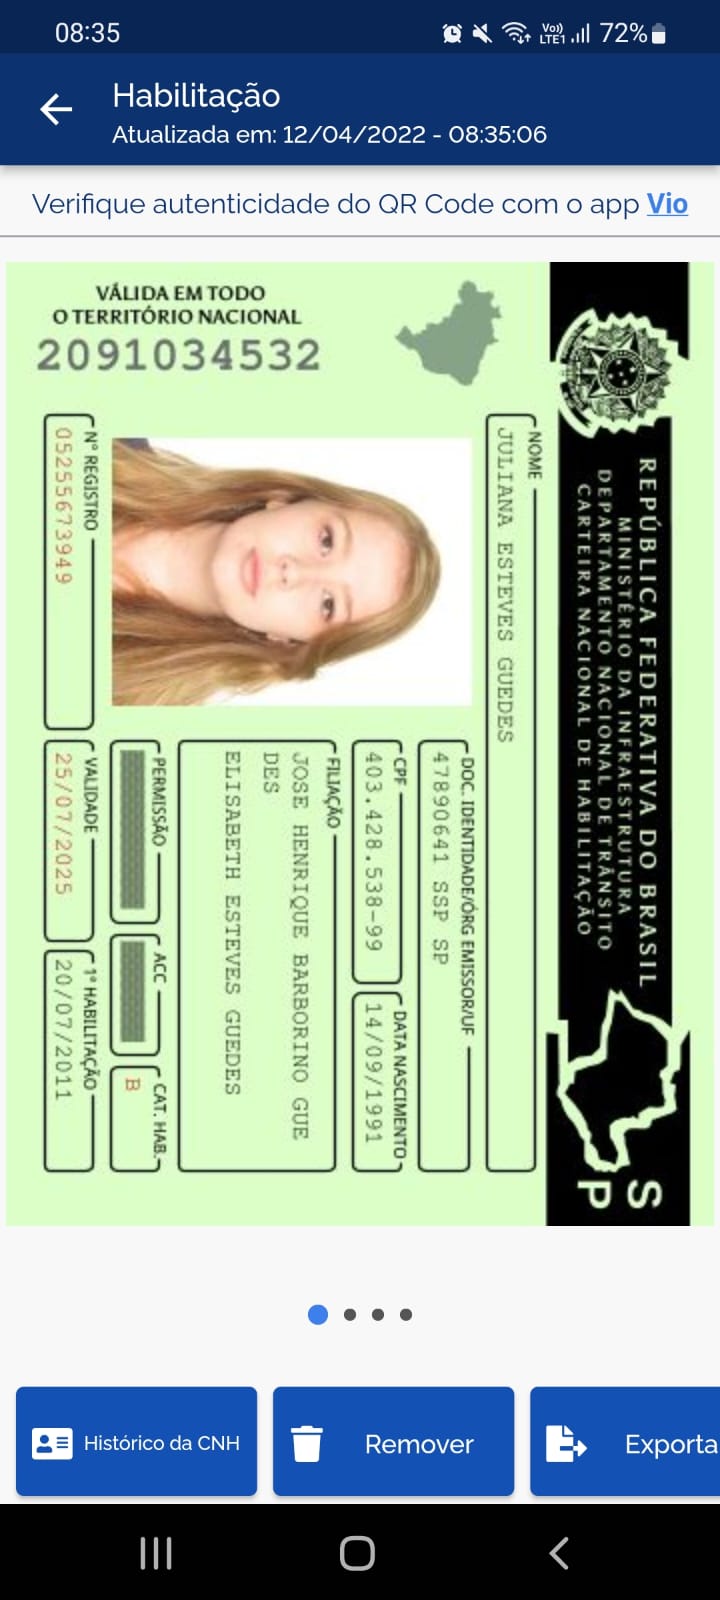 08:35
Vo)) LTE1 72%
Habilitação
Atualizada em: 12/04/2022 - 08:35:06
Verifique autenticidade do QR Code com o app Vio
VÁLIDA EM TODO
O TERRITÓRIO NACIONAL
2091034532
REPÚBLICA FEDERATIVA DO BRASIL
MINISTÉRIO DA INFRAESTRUTURA
DEPARTAMENTO NACIONAL DE TRÂNSITO
CARTEIRA NACIONAL DE HABILITAÇÃO
SP
NOME
JULIANA ESTEVES GUEDES
DOC. IDENTIDADE/ÓRG EMISSOR/UF
47890641 SSP SP
CPF
403.428.538-99
DATA NASCIMENTO
14/09/1991
FILIAÇÃO
JOSE HENRIQUE BARBORINO GUE
DES
ELISABETH ESTEVES GUEDES
PERMISSÃO
ACC
CAT. HAB.
B
Nº REGISTRO
05255673949
VALIDADE
25/07/2025
1ª HABILITAÇÃO
20/07/2011
Histórico da CNH
Remover
Exporta